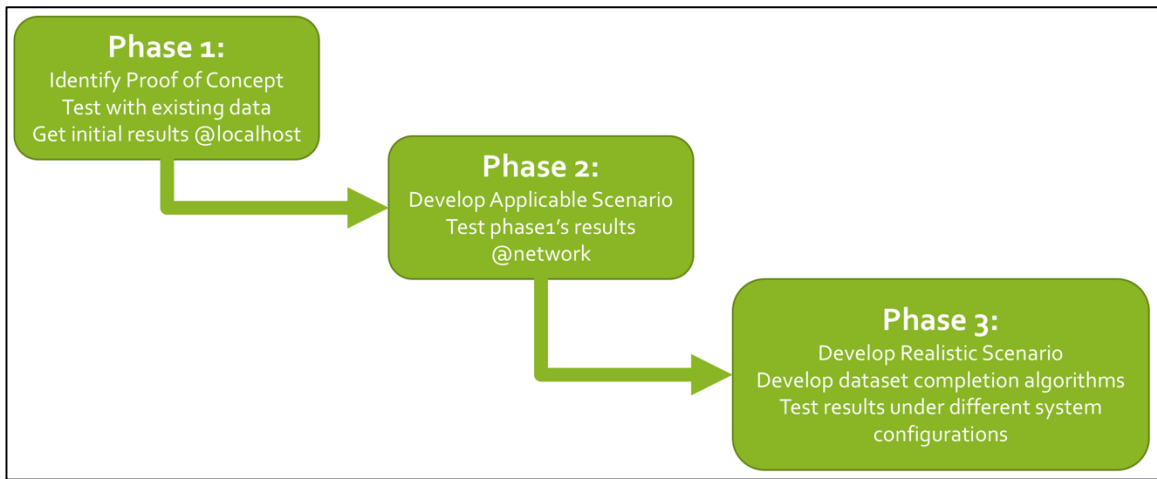 Phase 1:
Identify Proof of Concept
Test with existing data
Get initial results @localhost
Phase 2:
Develop Applicable Scenario
Test phase1's results
@network
Phase 3:
Develop Realistic Scenario
Develop dataset completion algorithms
Test results under different system
configurations